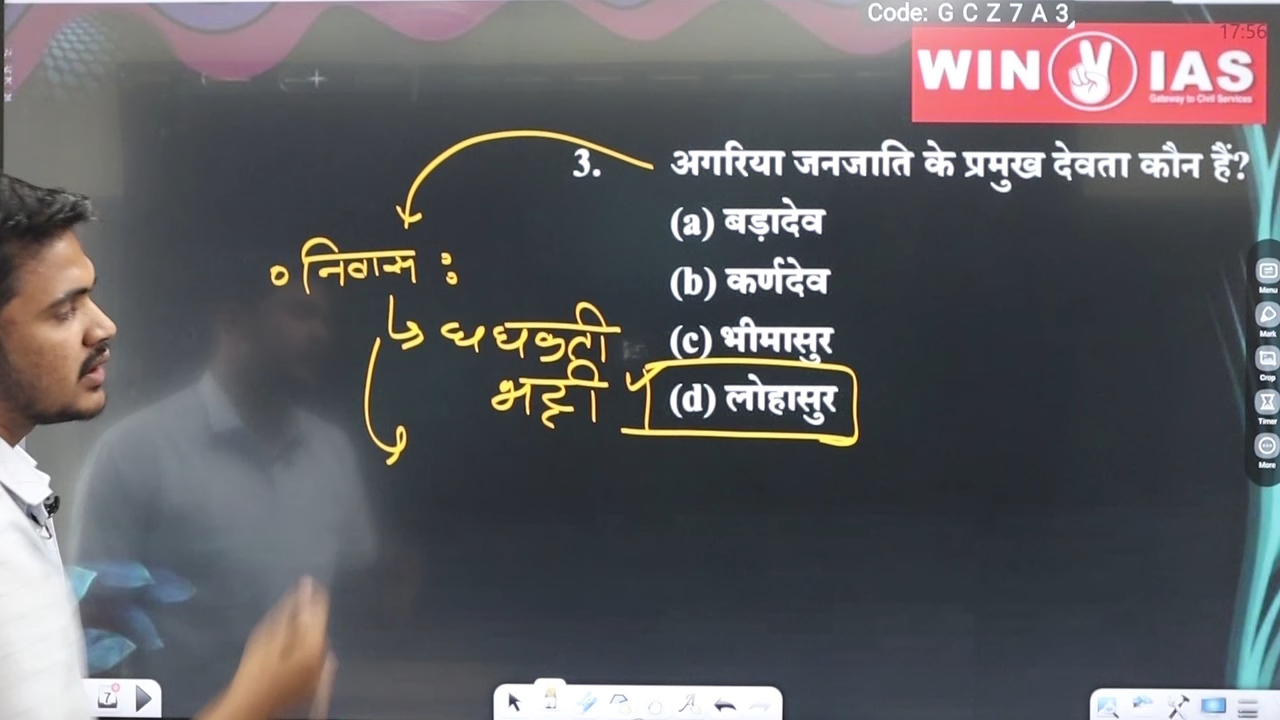 Code: G C Z 7 A 3
17:56
WIN IAS
Gateway to Civil Services
3. अगरिया जनजाति के प्रमुख देवता कौन हैं?
(a) बड़ादेव
(b) कर्णदेव
(c) भीमासुर
(d) लोहासुर
निवास :
धधकती
भट्टी
Menu
Mark
Crop
Timer
More
7